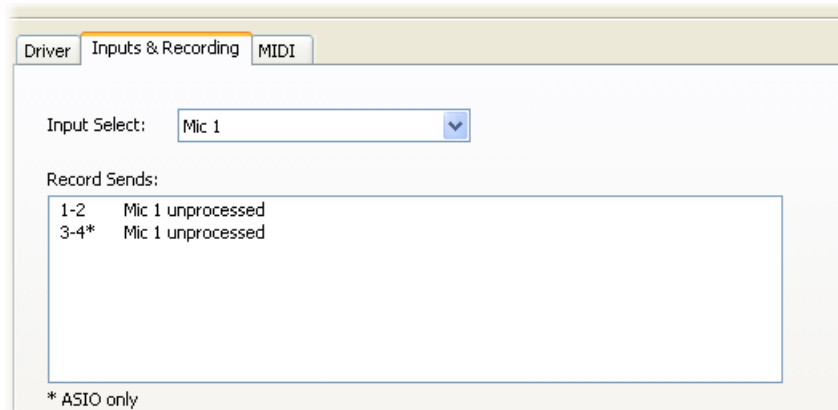 Driver Inputs & Recording MIDI
Input Select: Mic 1
Record Sends:
1-2 Mic 1 unprocessed
3-4* Mic 1 unprocessed
* ASIO only